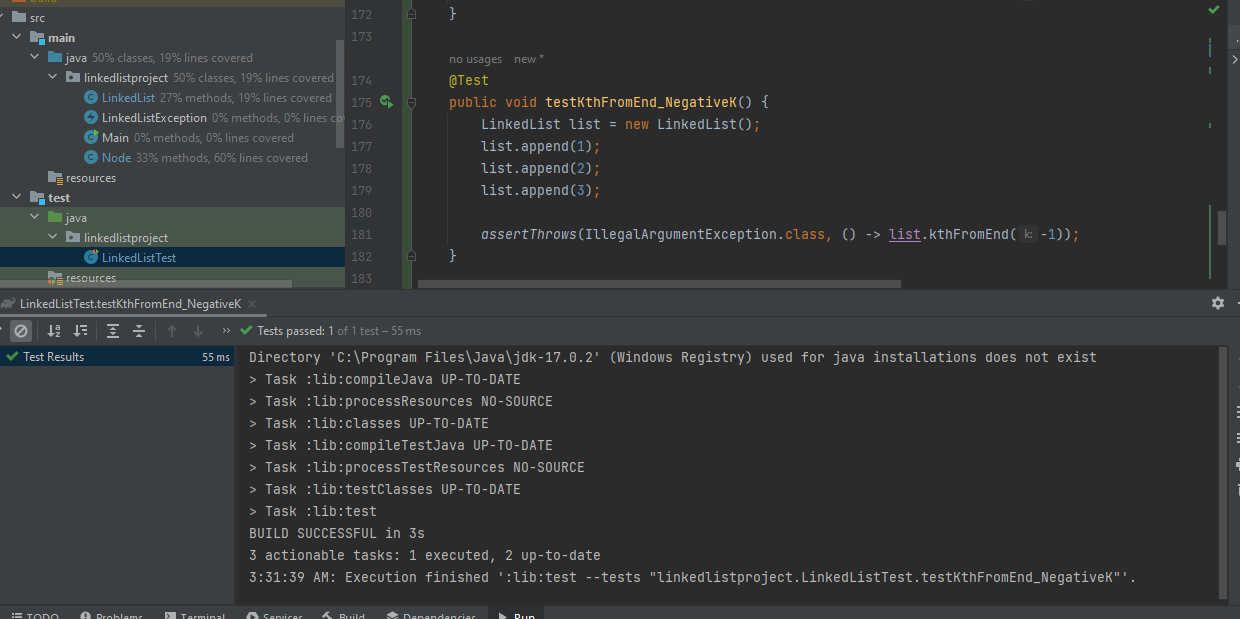 Build
src
main
java 50% classes, 19% lines covered
linkedlistproject 50% classes, 19% lines covered
LinkedList 27% methods, 19% lines covered
LinkedListException 0% methods, 0% lines co
Main 0% methods, 0% lines covered
Node 33% methods, 60% lines covered
resources
test
java
linkedlistproject
LinkedListTest
resources
172 }
173
no usages new *
174 @Test
175 public void testKthFromEnd_NegativeK() {
176 LinkedList list = new LinkedList();
177 list.append(1);
178 list.append(2);
179 list.append(3);
180
181 assertThrows(IllegalArgumentException.class, () -> list.kthFromEnd( k: -1));
182 }
183
LinkedListTest.testKthFromEnd_NegativeK ×
» Tests passed: 1 of 1 test – 55 ms
Test Results 55 ms
Directory 'C:\Program Files\Java\jdk-17.0.2' (Windows Registry) used for java installations does not exist
> Task :lib:compileJava UP-TO-DATE
> Task :lib:processResources NO-SOURCE
> Task :lib:classes UP-TO-DATE
> Task :lib:compileTestJava UP-TO-DATE
> Task :lib:processTestResources NO-SOURCE
> Task :lib:testClasses UP-TO-DATE
> Task :lib:test
BUILD SUCCESSFUL in 3s
3 actionable tasks: 1 executed, 2 up-to-date
3:31:39 AM: Execution finished ':lib:test --tests "linkedlistproject.LinkedListTest.testKthFromEnd_NegativeK"'.
TODO Problems Terminal Services Build Dependencies Run